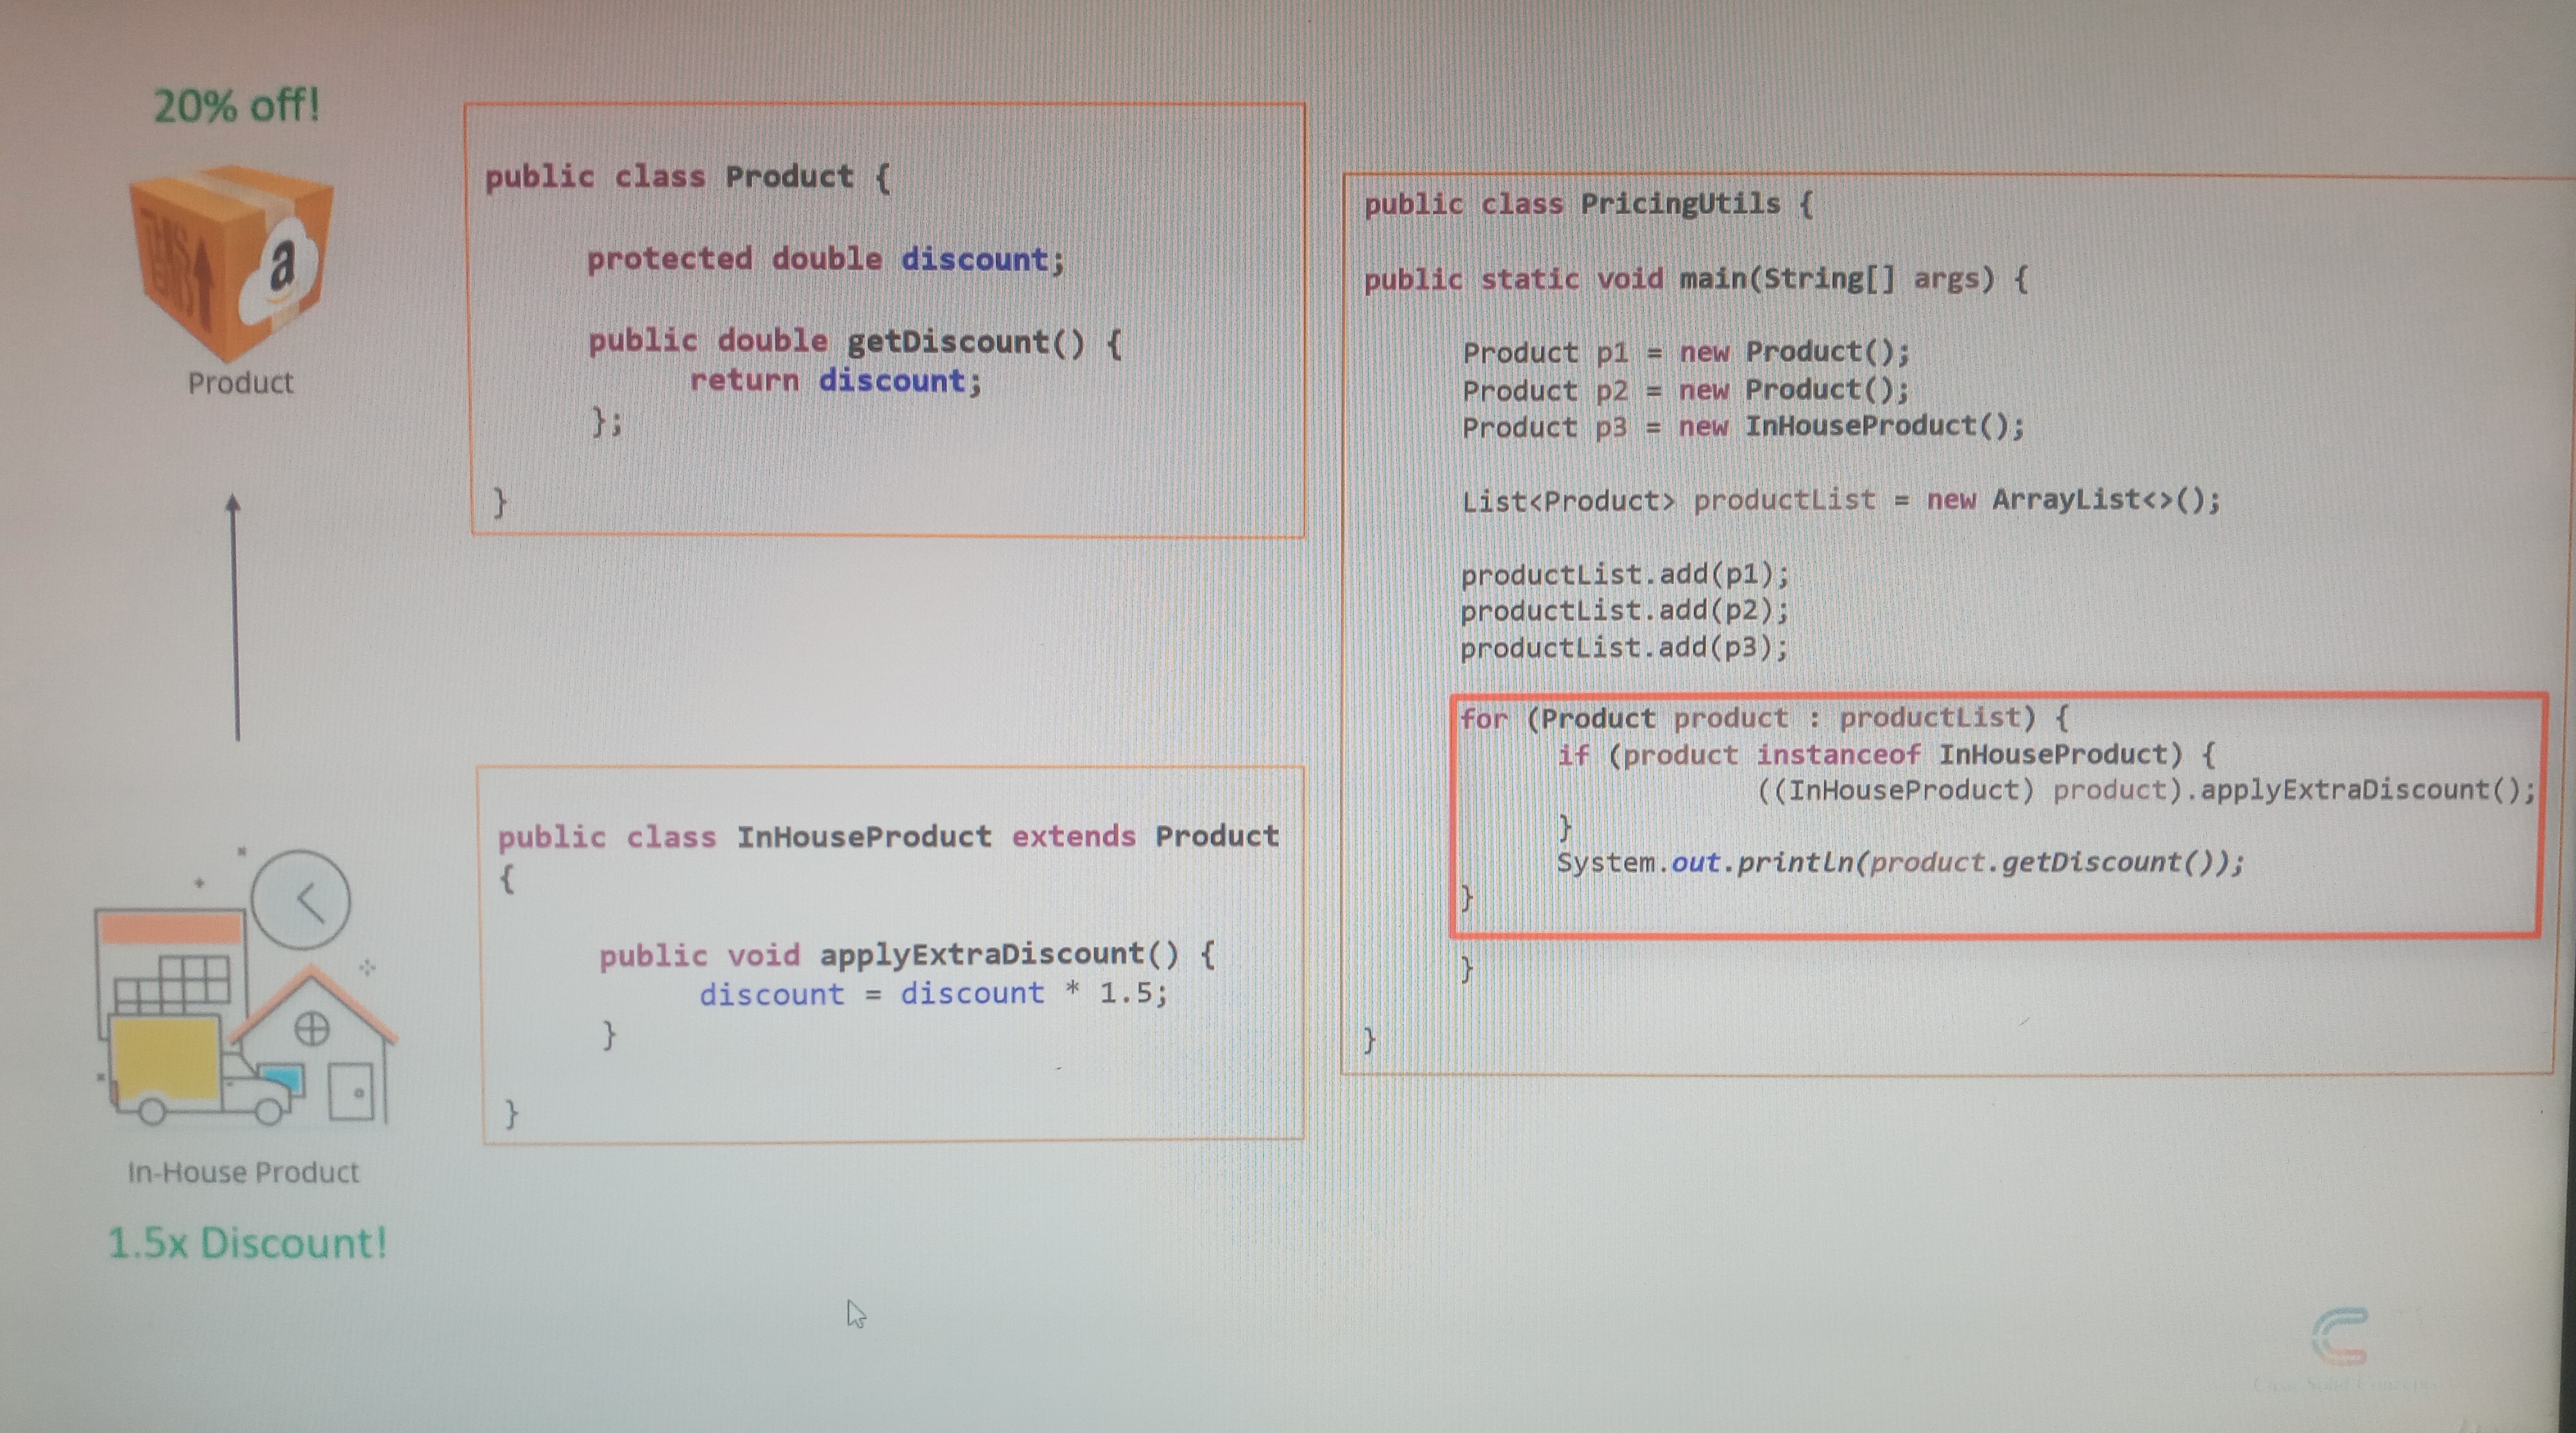 20% off!
Product
In-House Product
1.5x Discount!
public class Product {
protected double discount;
public double getDiscount() {
return discount;
};
}
public class InHouseProduct extends Product
{
public void applyExtraDiscount() {
discount = discount * 1.5;
}
}
public class PricingUtils {
public static void main(String[] args) {
Product p1 = new Product();
Product p2 = new Product();
Product p3 = new InHouseProduct();
List<Product> productList = new ArrayList<>();
productList.add(p1);
productList.add(p2);
productList.add(p3);
for (Product product : productList) {
if (product instanceof InHouseProduct) {
((InHouseProduct) product).applyExtraDiscount();
}
System.out.println(product.getDiscount());
}
}
}